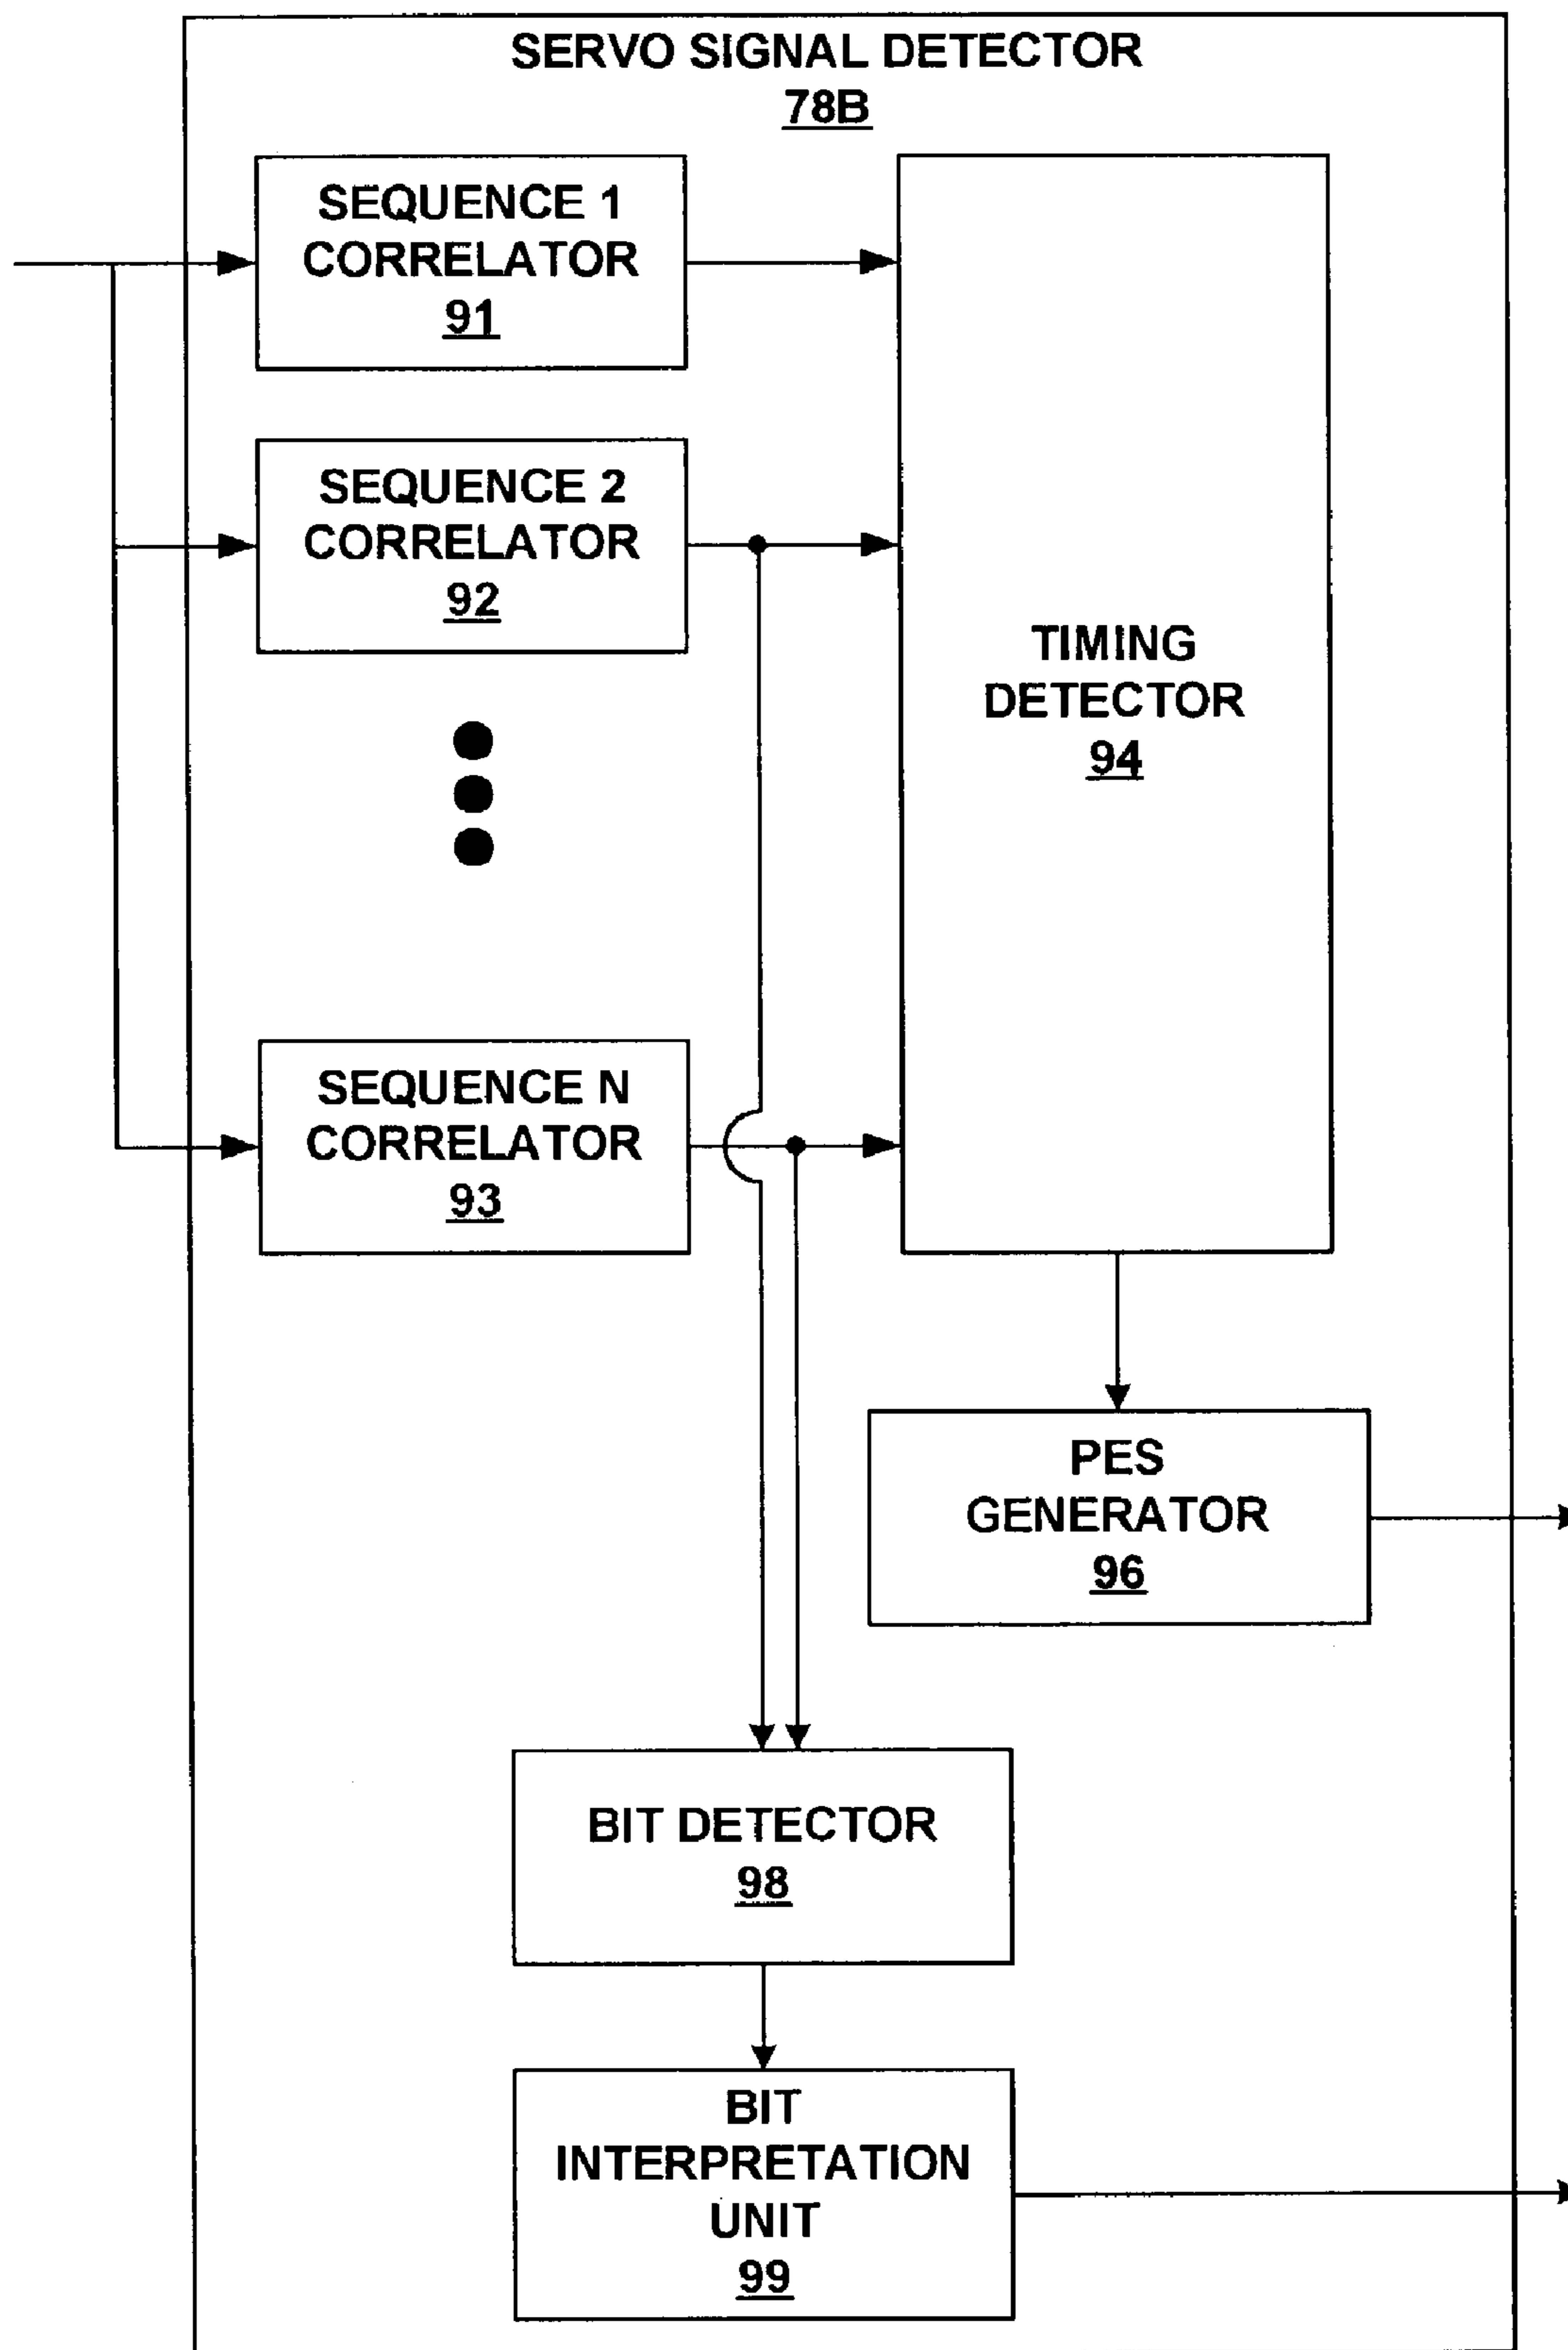 SERVO SIGNAL DETECTOR
78B
SEQUENCE 1
CORRELATOR
91
SEQUENCE 2
CORRELATOR
92
TIMING
DETECTOR
94
SEQUENCE N
CORRELATOR
93
PES
GENERATOR
96
BIT DETECTOR
98
BIT
INTERPRETATION
UNIT
99